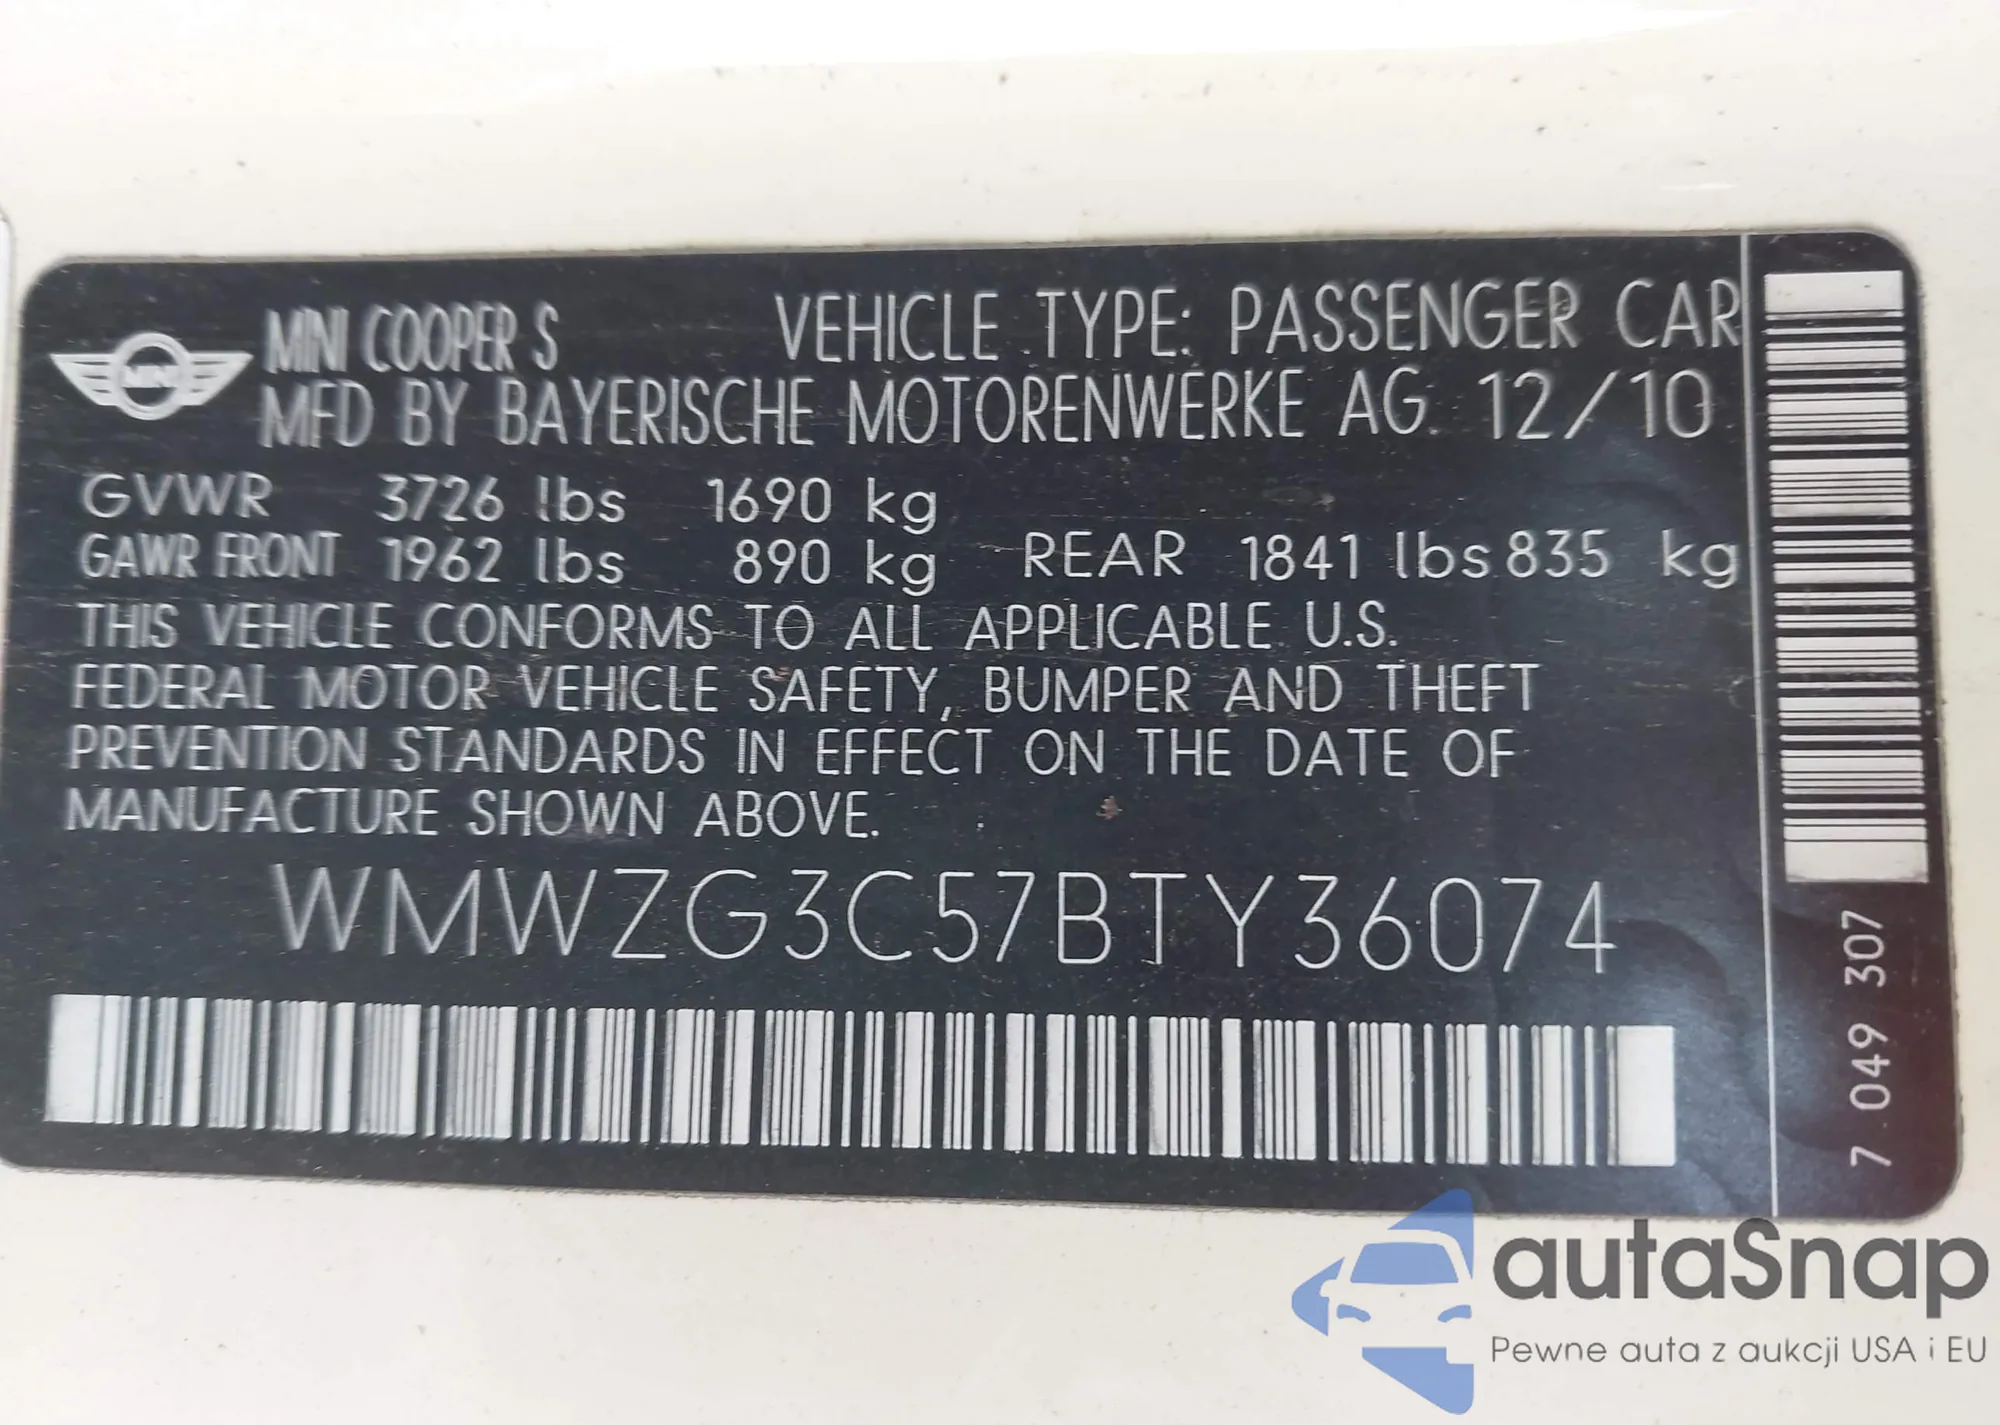 MINI COOPER S VEHICLE TYPE: PASSENGER CAR
MINI
MFD BY BAYERISCHE MOTORENWERKE AG. 12/10
GVWR 3726 lbs 1690 kg
GAWR FRONT 1962 lbs 890 kg REAR 1841 lbs 835 kg
THIS VEHICLE CONFORMS TO ALL APPLICABLE U.S.
FEDERAL MOTOR VEHICLE SAFETY, BUMPER AND THEFT
PREVENTION STANDARDS IN EFFECT ON THE DATE OF
MANUFACTURE SHOWN ABOVE.
WMWZG3C57BTY36074
7 049 307
autaSnap
Pewne auta z aukcji USA i EU